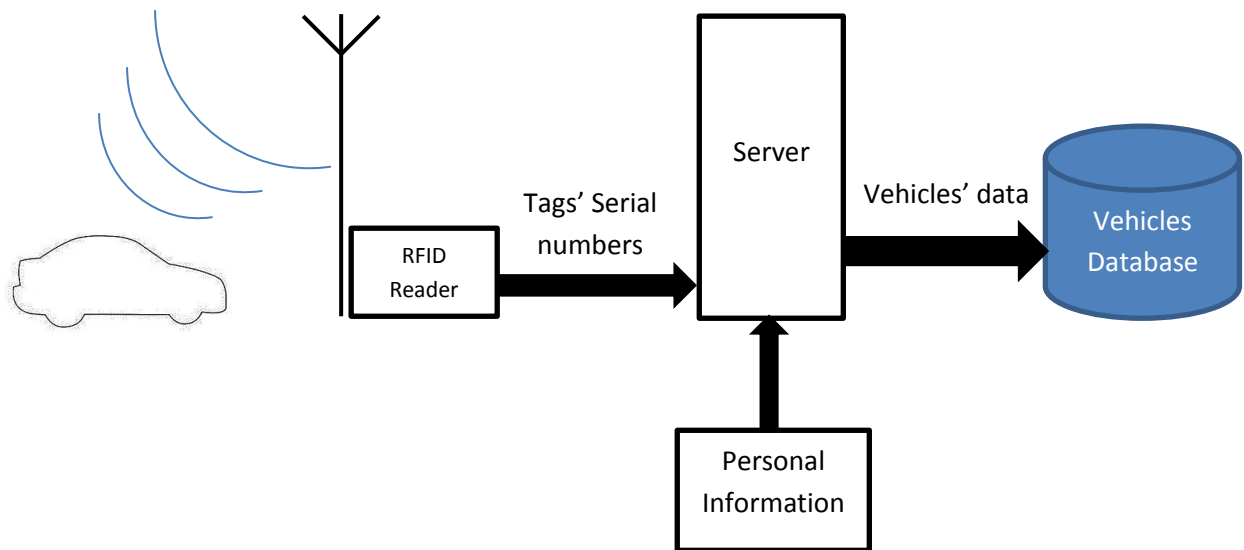 RFID
Reader
Tags’ Serial
numbers
Server
Vehicles’ data
Vehicles
Database
Personal
Information